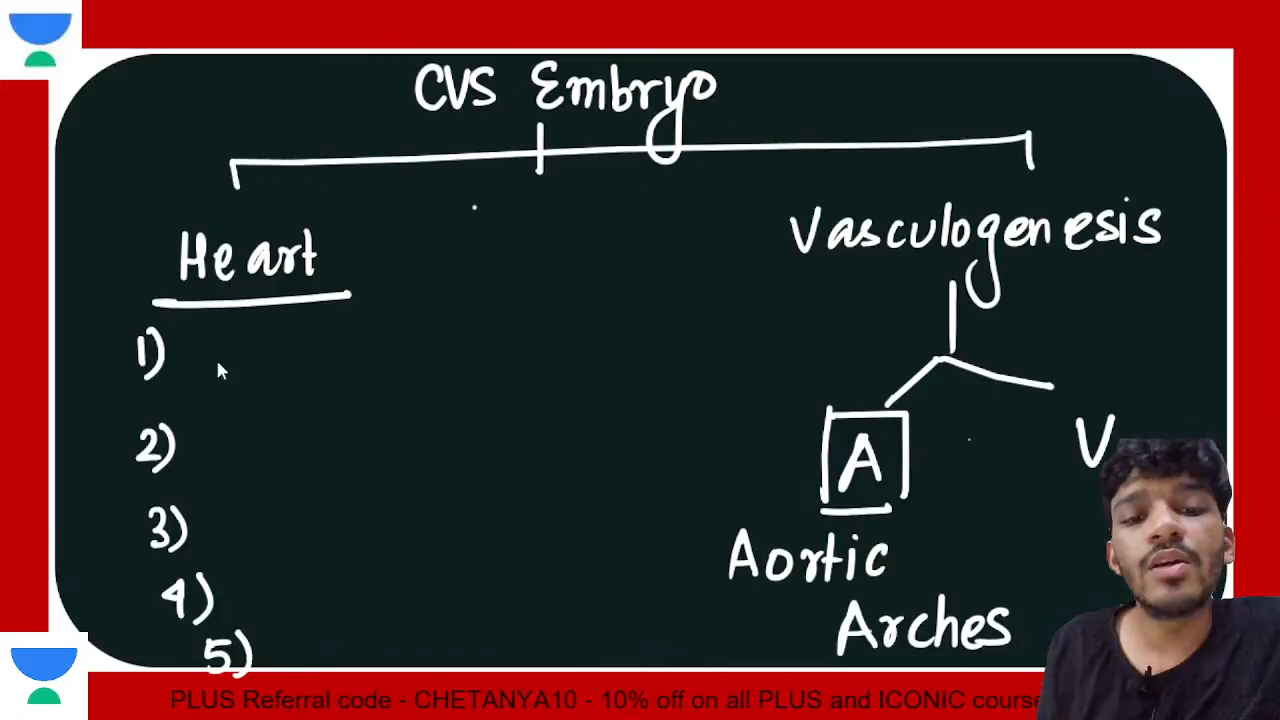 CVS Embryo
Heart
1)
2)
3)
4)
5)
Vasculogenesis
A
V
Aortic
Arches
PLUS Referral code - CHETANYA10 - 10% off on all PLUS and ICONIC course